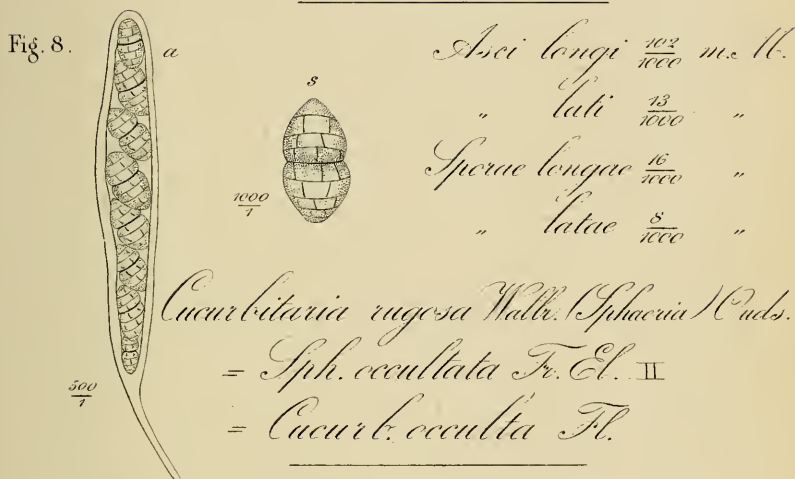 Fig. 8.
a
s
1000/1
500/1
Asci longi 102/1000 m. M.
„ lati 13/1000 „
Sporae longae 16/1000 „
„ latae 8/1000 „
Cucurbitaria rugosa Wallr. (Sphaeria) Ouds.
= Sph. occultata Fr. El. II
= Cucurb. occulta Fl.